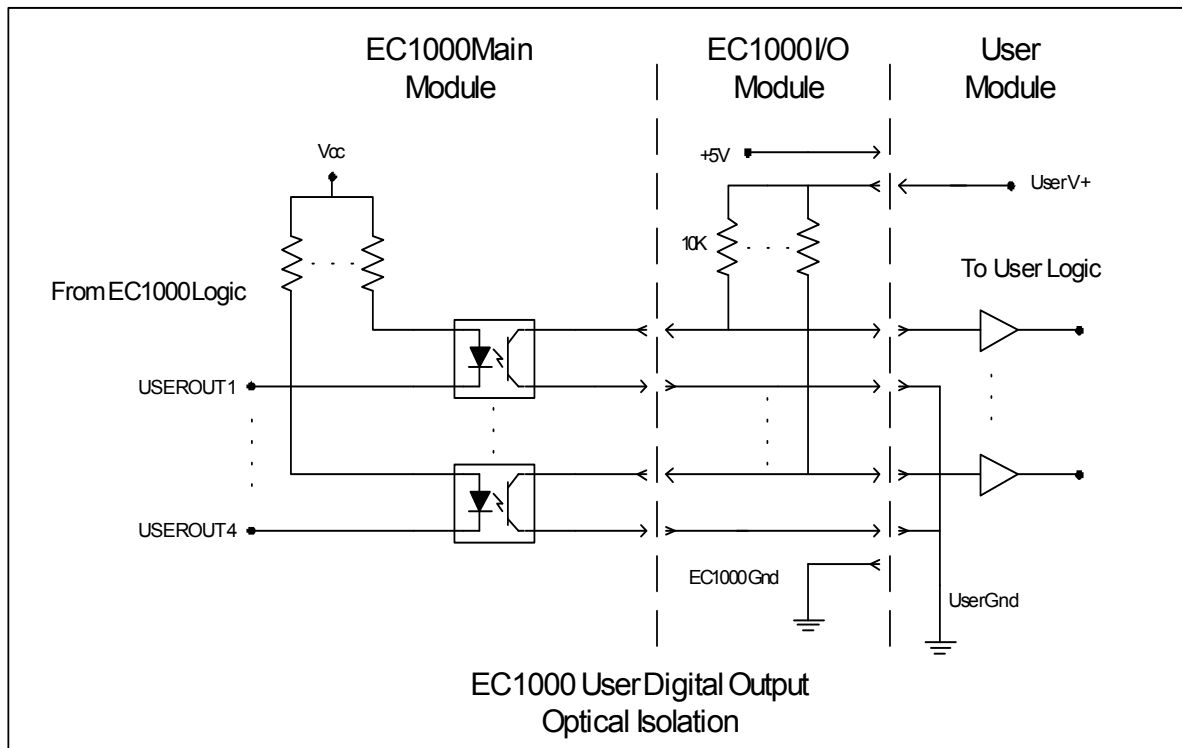 EC1000Main
Module
EC1000I/O
Module
User
Module
Vcc
+5V
UserV+
10K
From EC1000Logic
To User Logic
USEROUT1
USEROUT4
EC1000Gnd
UserGnd
EC1000 User Digital Output
Optical Isolation